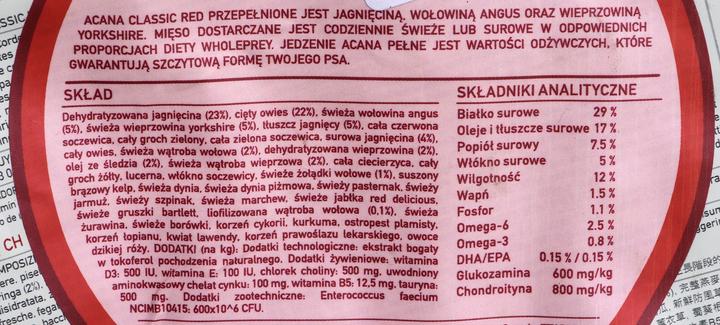 ACANA CLASSIC RED PRZEPEŁNIONE JEST JAGNIĘCINĄ, WOŁOWINĄ ANGUS ORAZ WIEPRZOWINĄ
YORKSHIRE. MIĘSO DOSTARCZANE JEST CODZIENNIE ŚWIEŻE LUB SUROWE W ODPOWIEDNICH
PROPORCJACH DIETY WHOLEPREY. JEDZENIE ACANA PEŁNE JEST WARTOŚCI ODŻYWCZYCH, KTÓRE
GWARANTUJĄ SZCZYTOWĄ FORMĘ TWOJEGO PSA.
SKŁAD
Dehydratyzowana jagnięcina (23%), cięty owies (22%), świeża wołowina angus
(5%), świeża wieprzowina yorkshire (5%), tłuszcz jagnięcy (5%), cała czerwona
soczewica, cały groch zielony, cała zielona soczewica, surowa jagnięcina (4%),
cały owies, świeża wątroba wołowa (2%), dehydratyzowana wieprzowina (2%),
olej ze śledzia (2%), świeża wątroba wieprzowa (2%), cała ciecierzyca, cały
groch żółty, lucerna, włókno soczewicy, świeże żołądki wołowe (1%), suszony
brązowy kelp, świeża dynia, świeża dynia piżmowa, świeży pasternak, świeży
jarmuż, świeży szpinak, świeża marchew, świeże jabłka red delicious,
świeże gruszki bartlett, liofilizowana wątroba wołowa (0,1%), świeża
żurawina, świeże borówki, korzeń cykorii, kurkuma, ostropest plamisty,
korzeń łopianu, kwiat lawendy, korzeń prawoślazu lekarskiego, owoce
dzikiej róży. DODATKI (na kg): Dodatki technologiczne: ekstrakt bogaty
w tokoferol pochodzenia naturalnego. Dodatki żywieniowe: witamina
D3: 500 IU, witamina E: 100 IU, chlorek choliny: 500 mg, uwodniony
aminokwasowy chelat cynku: 100 mg, witamina B5: 12,5 mg, tauryna:
500 mg. Dodatki zootechniczne: Enterococcus faecium
NCIMB10415: 600x10^6 CFU.
SKŁADNIKI ANALITYCZNE
Białko surowe 29 %
Oleje i tłuszcze surowe 17 %
Popiół surowy 7.5 %
Włókno surowe 5 %
Wilgotność 12 %
Wapń 1.5 %
Fosfor 1.1 %
Omega-6 2.5 %
Omega-3 0.8 %
DHA/EPA 0.15 % / 0.15 %
Glukozamina 600 mg/kg
Chondroityna 800 mg/kg